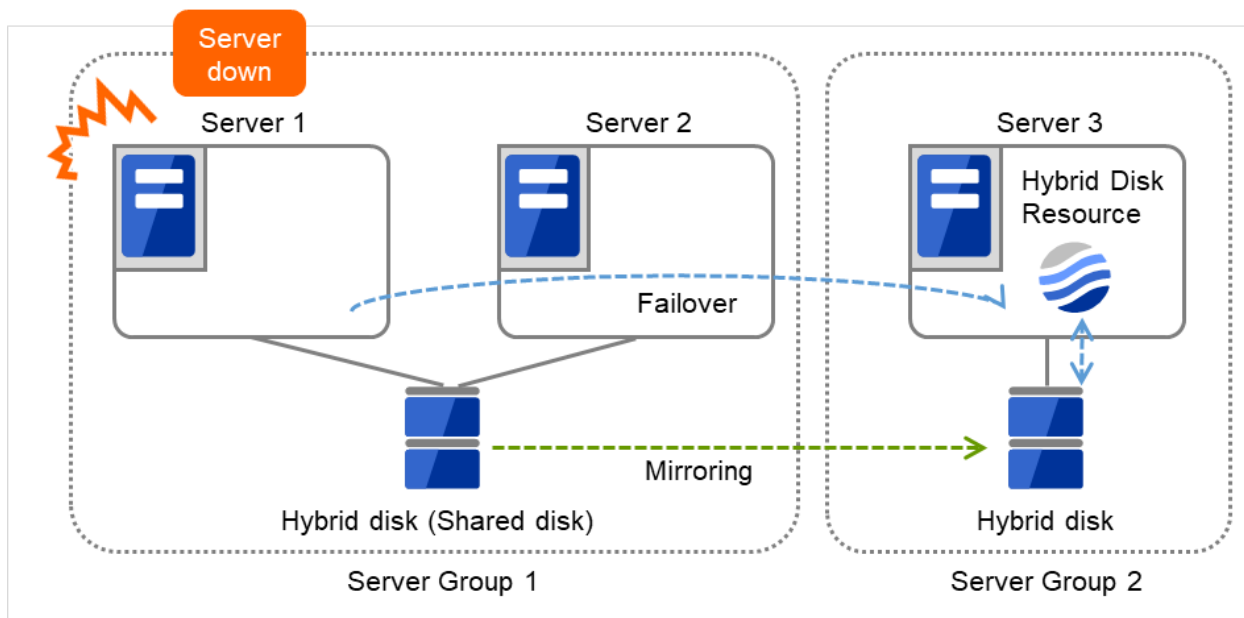 Server
down
Server 1
Server 2
Server 3
Hybrid Disk
Resource
Failover
Mirroring
Hybrid disk (Shared disk)
Hybrid disk
Server Group 1
Server Group 2